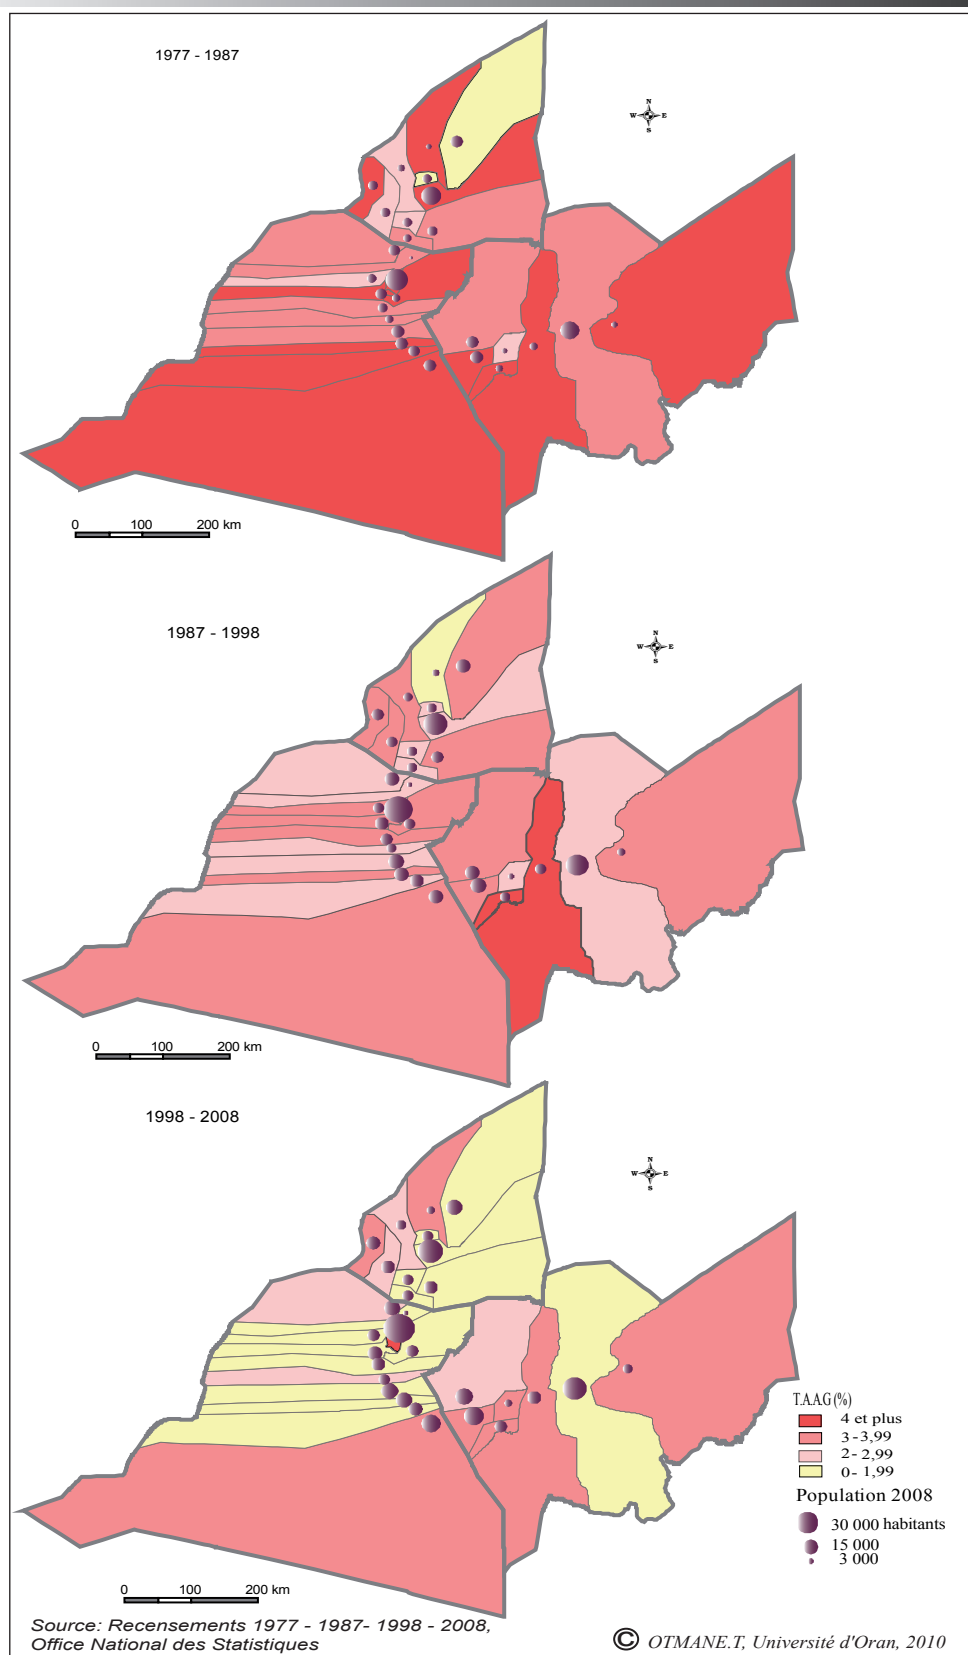 1977 - 1987
N
W E
S
0 100 200 km
1987 - 1998
N
W E
S
0 100 200 km
1998 - 2008
N
W E
S
T.A.A.G (%)
4 et plus
3 - 3,99
2 - 2,99
0 - 1,99
Population 2008
30 000 habitants
15 000
3 000
0 100 200 km
Source: Recensements 1977 - 1987- 1998 - 2008,
Office National des Statistiques
© OTMANE.T, Université d'Oran, 2010